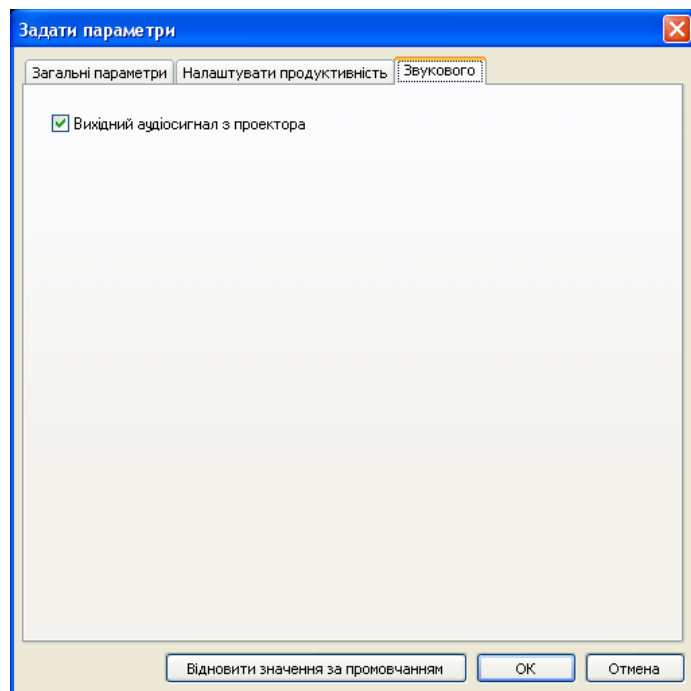 Задати параметри
Загальні параметри Налаштувати продуктивність Звукового
Вихідний аудіосигнал з проектора
Відновити значення за промовчанням OK Отмена